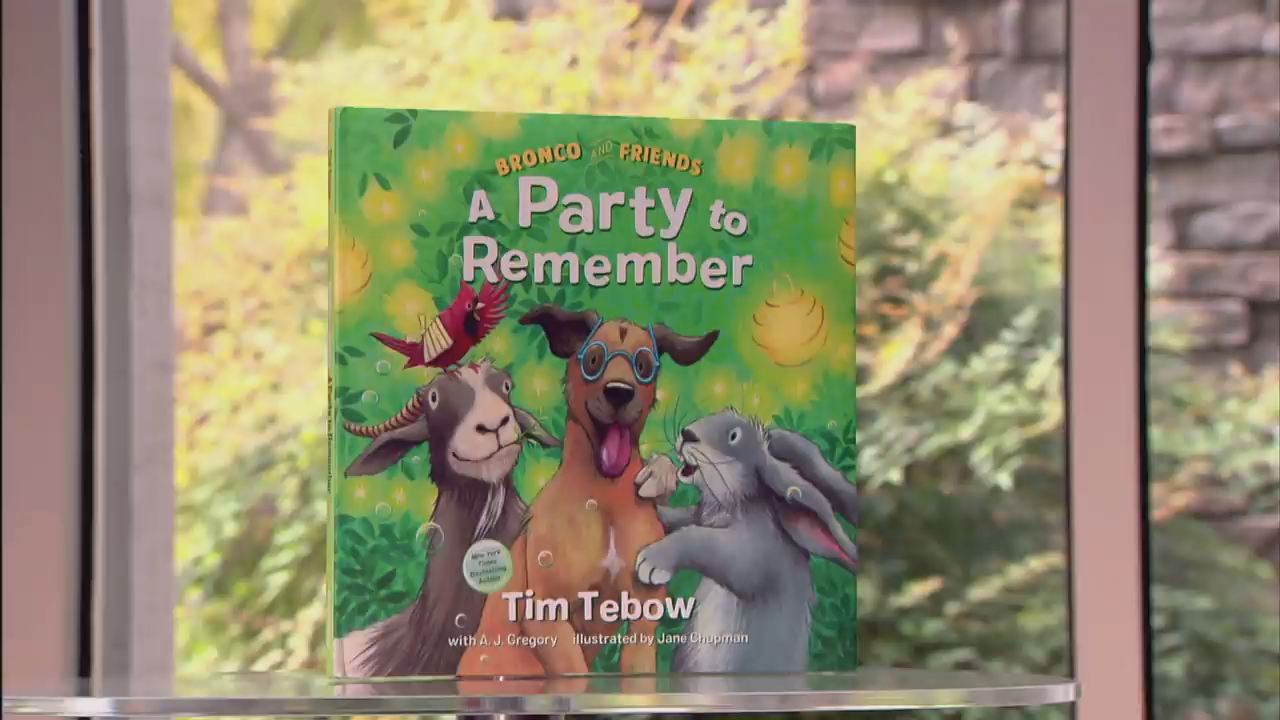 BRONCO AND FRIENDS
A Party to
Remember
New York
Times
Bestselling
Author
Tim Tebow
with A. J. Gregory illustrated by Jane Chapman